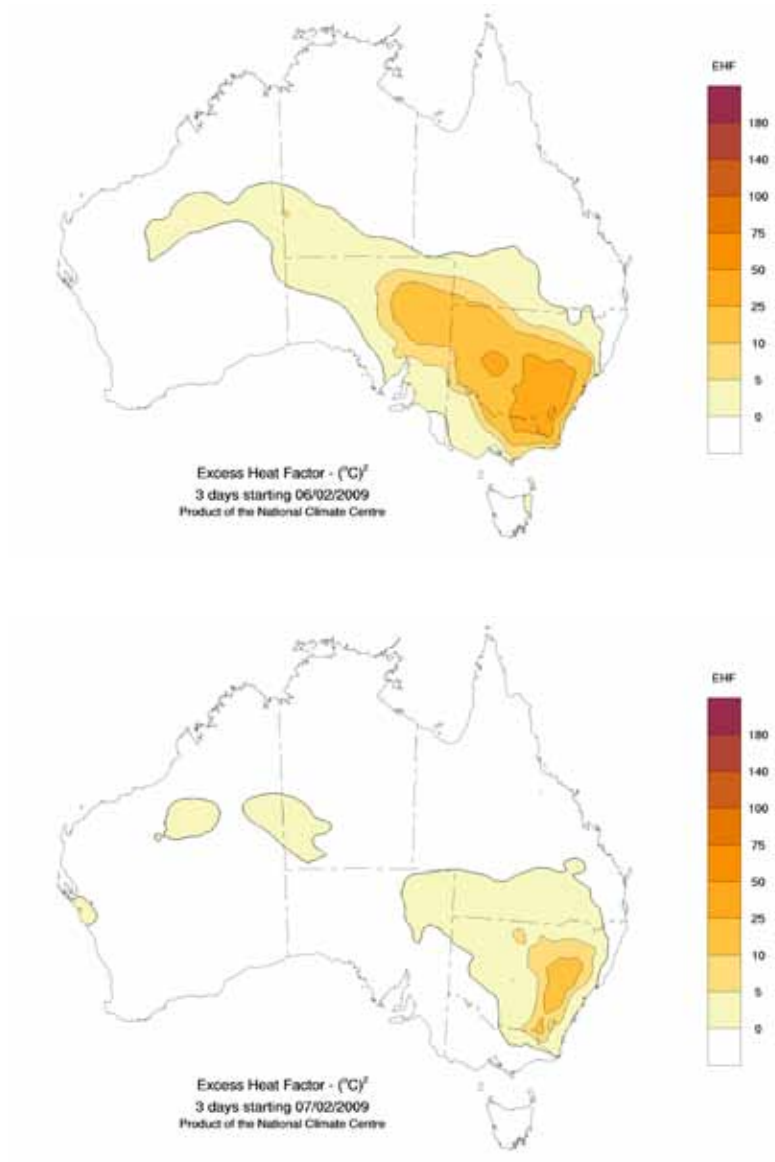 EHF
180
140
100
75
50
25
10
5
0
Excess Heat Factor - (°C)²
3 days starting 06/02/2009
Product of the National Climate Centre
EHF
180
140
100
75
50
25
10
5
0
Excess Heat Factor - (°C)²
3 days starting 07/02/2009
Product of the National Climate Centre